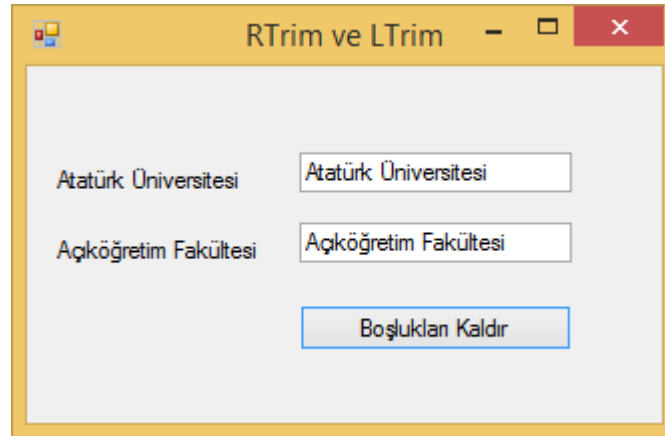 RTrim ve LTrim
Atatürk Üniversitesi
Atatürk Üniversitesi
Açıköğretim Fakültesi
Açıköğretim Fakültesi
Boşlukları Kaldır